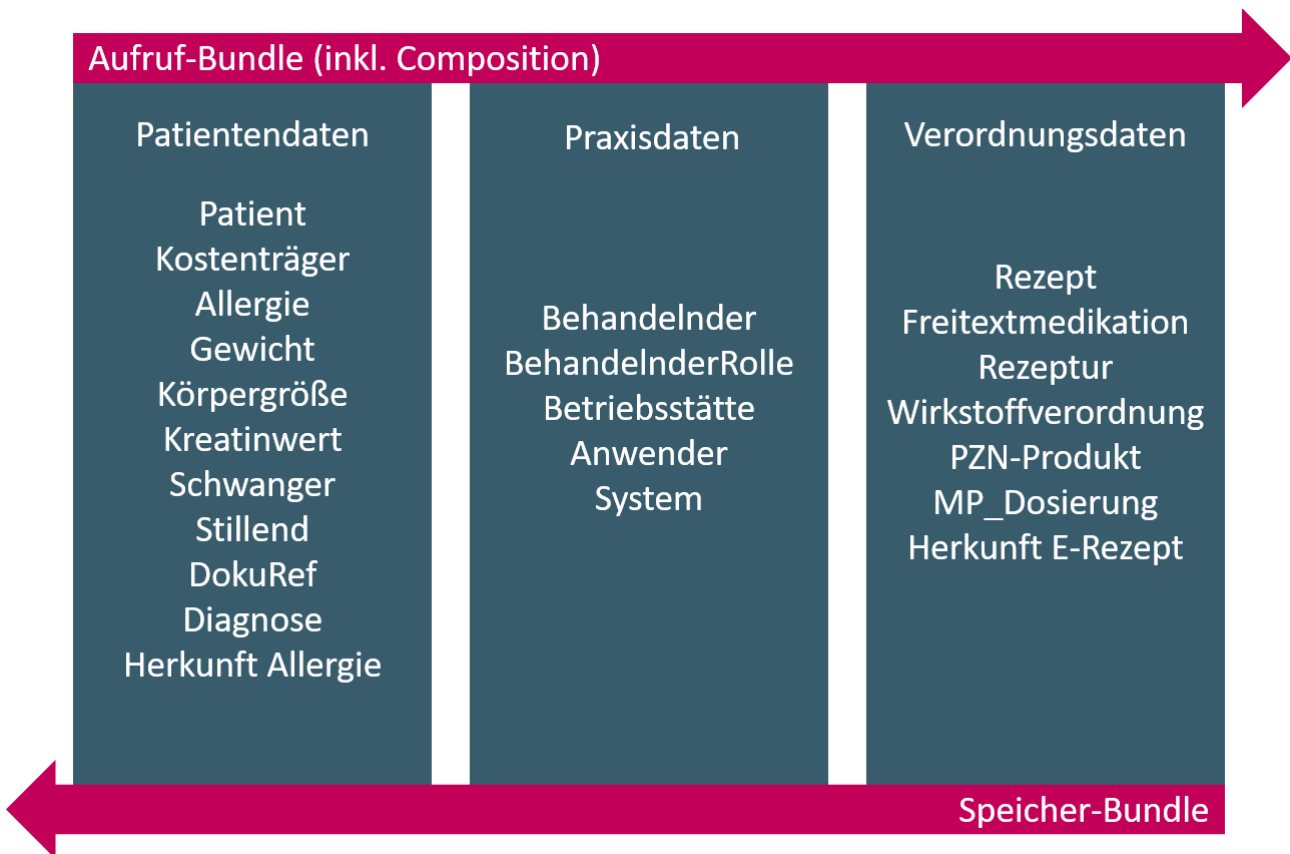 Aufruf-Bundle (inkl. Composition)
Patientendaten
Patient
Kostenträger
Allergie
Gewicht
Körpergröße
Kreatinwert
Schwanger
Stillend
DokuRef
Diagnose
Herkunft Allergie
Praxisdaten
Behandelnder
BehandelnderRolle
Betriebsstätte
Anwender
System
Verordnungsdaten
Rezept
Freitextmedikation
Rezeptur
Wirkstoffverordnung
PZN-Produkt
MP_Dosierung
Herkunft E-Rezept
Speicher-Bundle